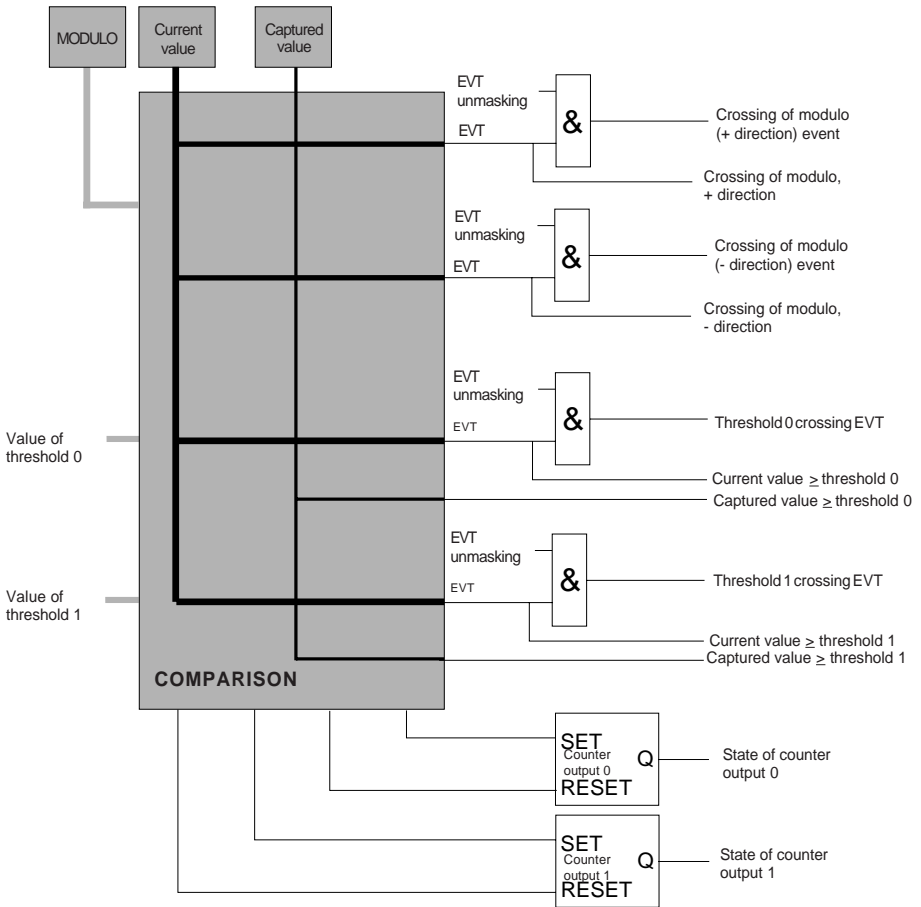 MODULO
Current
value
Captured
value
EVT
unmasking
EVT
&
Crossing of modulo
(+ direction) event
Crossing of modulo,
+ direction
EVT
unmasking
EVT
&
Crossing of modulo
(- direction) event
Crossing of modulo,
- direction
EVT
unmasking
EVT
&
Threshold 0 crossing EVT
Value of
threshold 0
Current value ≥ threshold 0
Captured value ≥ threshold 0
EVT
unmasking
EVT
&
Threshold 1 crossing EVT
Value of
threshold 1
Current value ≥ threshold 1
Captured value ≥ threshold 1
COMPARISON
SET
Counter
output 0
RESET
Q
State of counter
output 0
SET
Counter
output 1
RESET
Q
State of counter
output 1